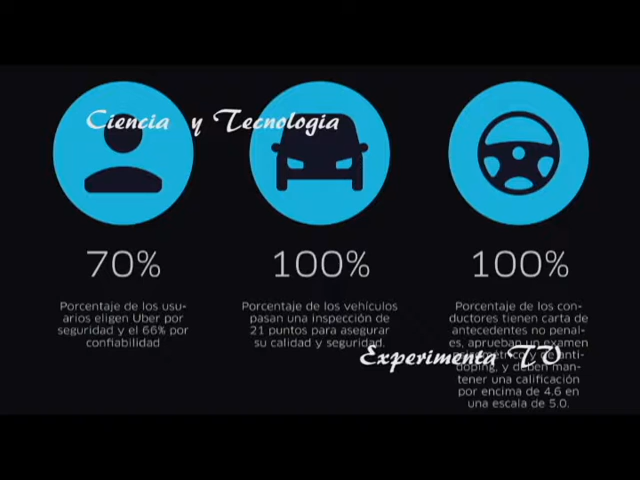 Ciencia y Tecnologia
70%
Porcentaje de los usu-
arios eligen Uber por
seguridad y el 66% por
confiabilidad
100%
Porcentaje de los vehículos
pasan una inspección de
21 puntos para asegurar
su calidad y seguridad.
100%
Porcentaje de los con-
ductores tienen carta de
antecedentes no penal-
es, aprueban un examen
psicométrico y de anti-
doping, y deben man-
tener una calificación
por encima de 4.6 en
una escala de 5.0.
Experimenta TV